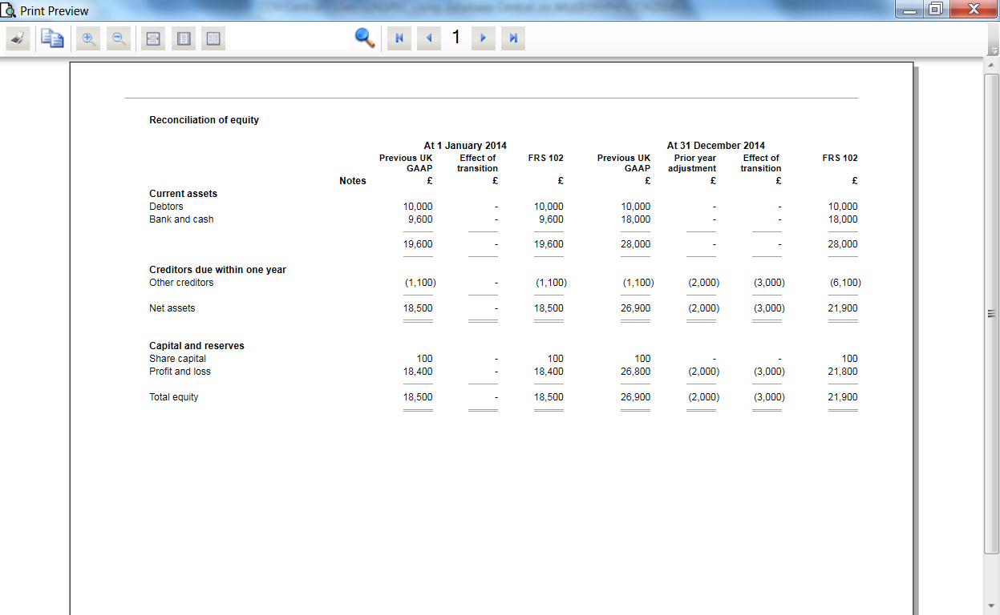 Print Preview
1
Reconciliation of equity
At 1 January 2014 At 31 December 2014
Previous UK Effect of FRS 102 Previous UK Prior year Effect of FRS 102
GAAP transition GAAP adjustment transition
Notes £ £ £ £ £ £ £
Current assets
Debtors 10,000 - 10,000 10,000 - - 10,000
Bank and cash 9,600 - 9,600 18,000 - - 18,000
19,600 - 19,600 28,000 - - 28,000
Creditors due within one year
Other creditors (1,100) - (1,100) (1,100) (2,000) (3,000) (6,100)
Net assets 18,500 - 18,500 26,900 (2,000) (3,000) 21,900
Capital and reserves
Share capital 100 - 100 100 - - 100
Profit and loss 18,400 - 18,400 26,800 (2,000) (3,000) 21,800
Total equity 18,500 - 18,500 26,900 (2,000) (3,000) 21,900